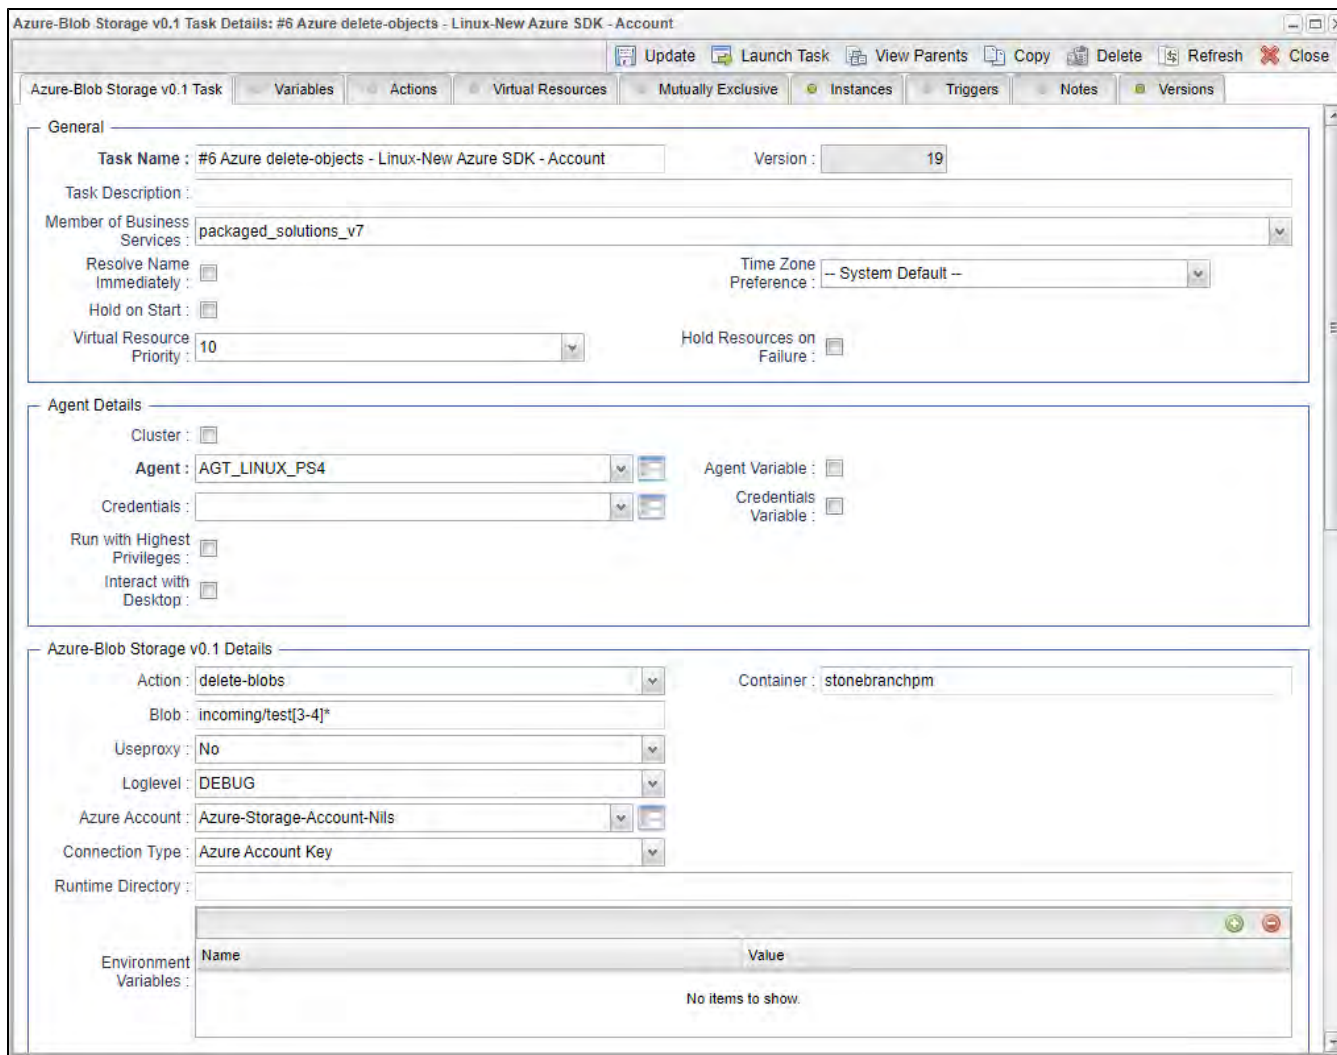 Azure-Blob Storage v0.1 Task Details: #6 Azure delete-objects - Linux-New Azure SDK - Account
Update Launch Task View Parents Copy Delete Refresh Close
Azure-Blob Storage v0.1 Task Variables Actions Virtual Resources Mutually Exclusive Instances Triggers Notes Versions
General
Task Name : #6 Azure delete-objects - Linux-New Azure SDK - Account Version : 19
Task Description :
Member of Business
Services : packaged_solutions_v7
Resolve Name
Immediately :
Time Zone
Preference : -- System Default --
Hold on Start :
Virtual Resource
Priority : 10
Hold Resources on
Failure :
Agent Details
Cluster :
Agent : AGT_LINUX_PS4 Agent Variable :
Credentials :
Credentials
Variable :
Run with Highest
Privileges :
Interact with
Desktop :
Azure-Blob Storage v0.1 Details
Action : delete-blobs Container : stonebranchpm
Blob : incoming/test[3-4]*
Useproxy : No
Loglevel : DEBUG
Azure Account : Azure-Storage-Account-Nils
Connection Type : Azure Account Key
Runtime Directory :
Environment
Variables :
Name Value
No items to show.